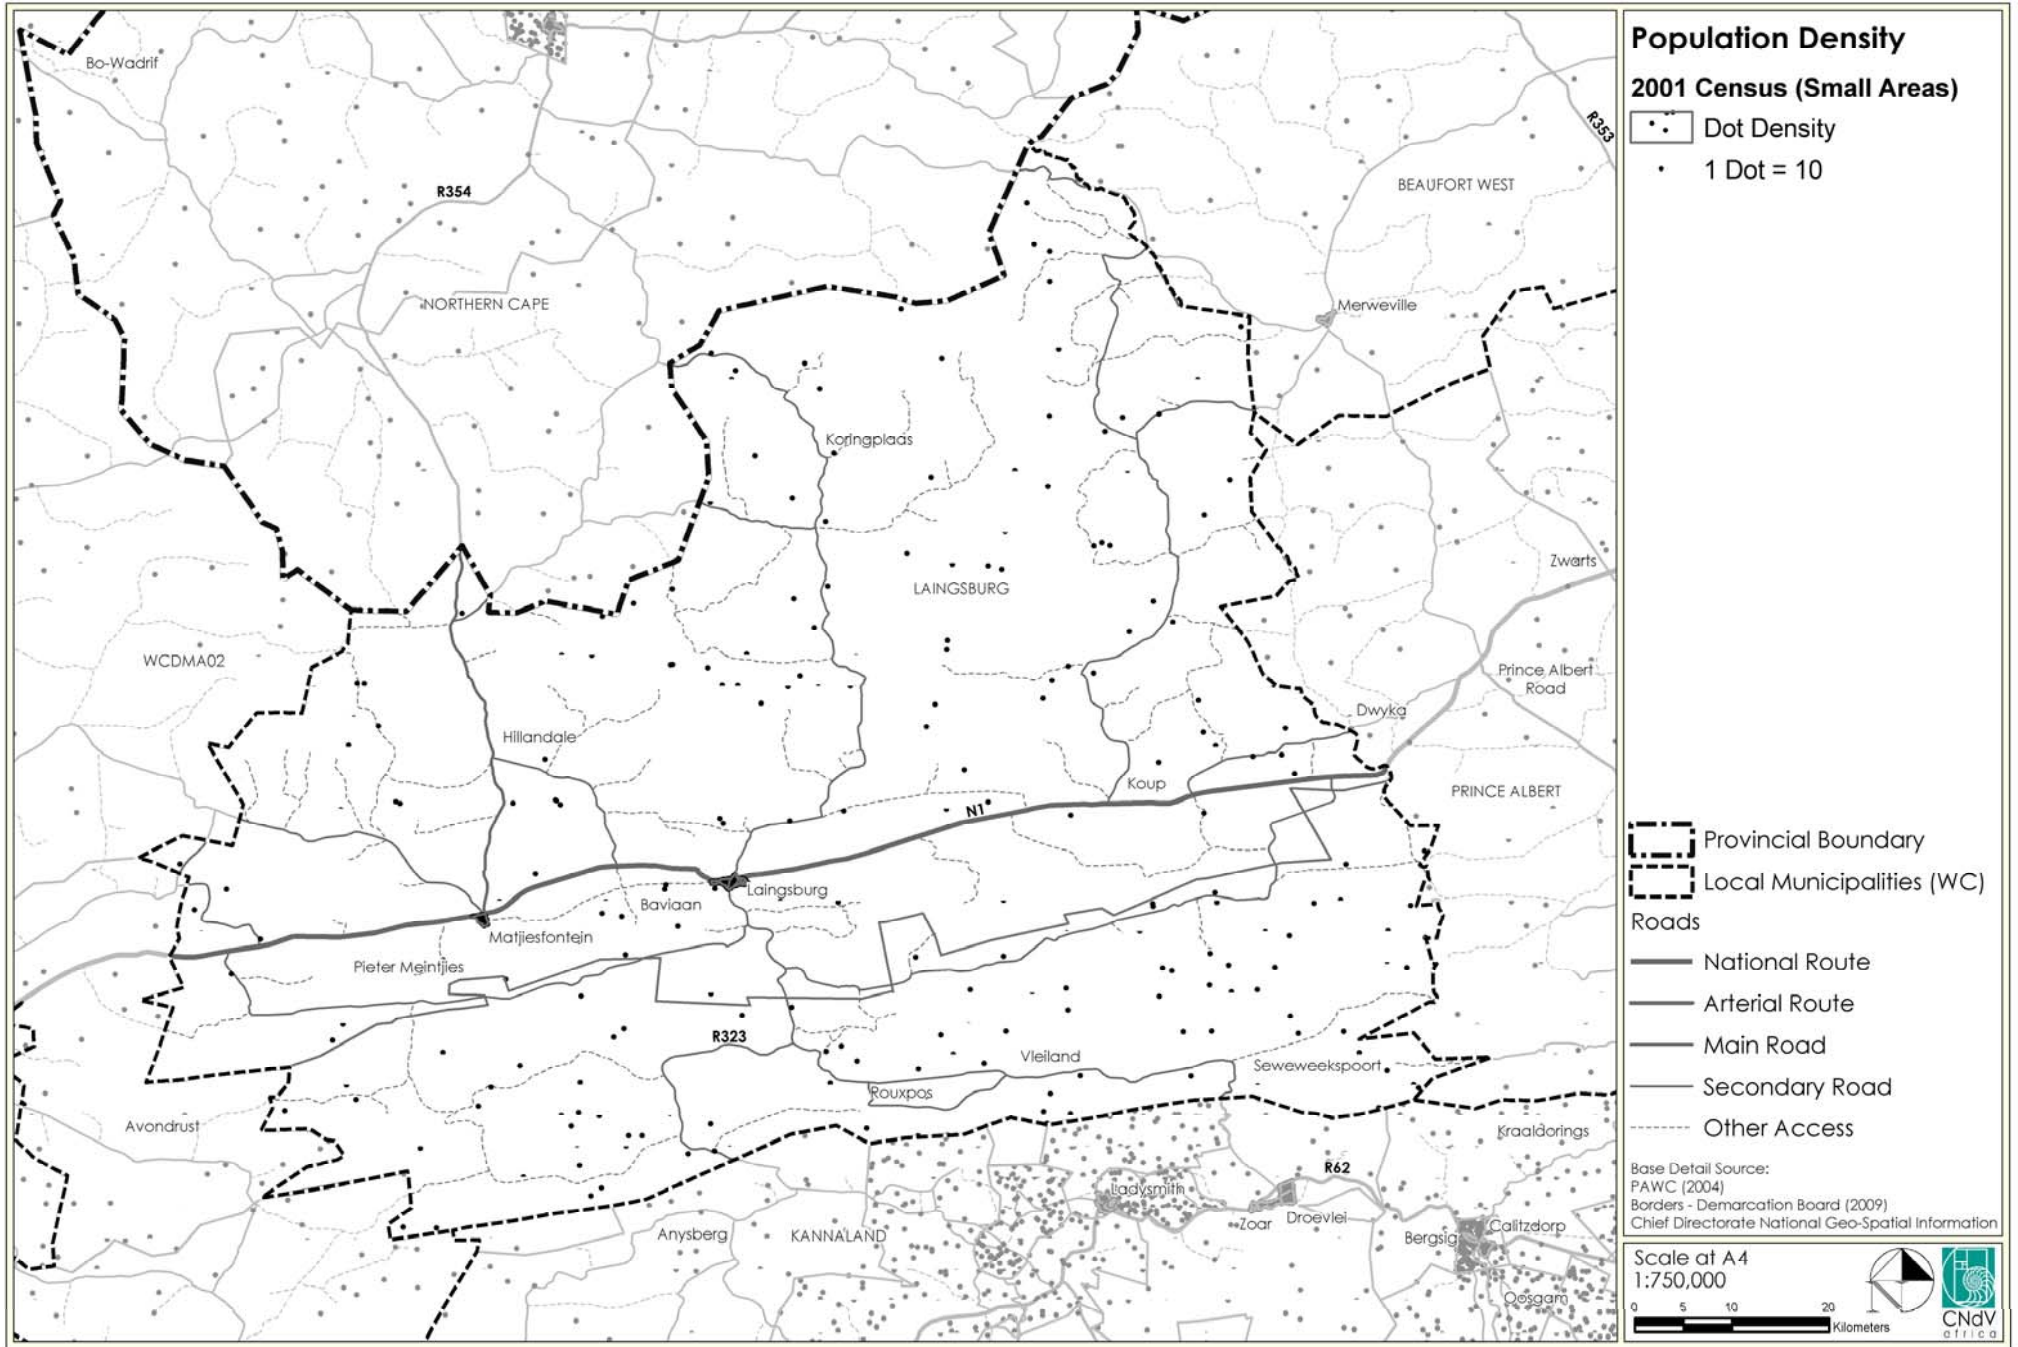 Bo-Wadrif
R354
NORTHERN CAPE
R353
BEAUFORT WEST
Merweville
Koringplaas
LAINGSBURG
Zwarts
WCDMA02
Prince Albert
Road
Dwyka
Hillandale
Koup
PRINCE ALBERT
N1
Laingsburg
Baviaan
Matjiesfontein
Pieter Meintjies
R323
Vleiland
Seweweekspoort
Rouxpos
Avondrust
Kraaldorings
R62
Ladysmith
Zoar
Droevlei
Calitzdorp
Bergsig
Anysberg
KANNALAND
Oosgam
Population Density
2001 Census (Small Areas)
Dot Density
1 Dot = 10
Provincial Boundary
Local Municipalities (WC)
Roads
National Route
Arterial Route
Main Road
Secondary Road
Other Access
Base Detail Source:
PAWC (2004)
Borders - Demarcation Board (2009)
Chief Directorate National Geo-Spatial Information
Scale at A4
1:750,000
0 5 10 20
Kilometers
CNdV
africa